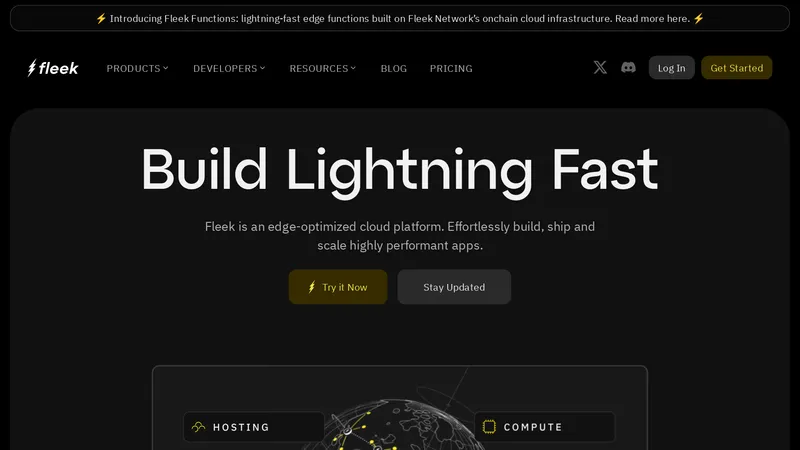 ⚡ Introducing Fleek Functions: lightning-fast edge functions built on Fleek Network's onchain cloud infrastructure. Read more here. ⚡
fleek PRODUCTS DEVELOPERS RESOURCES BLOG PRICING Log In Get Started
Build Lightning Fast
Fleek is an edge-optimized cloud platform. Effortlessly build, ship and
scale highly performant apps.
Try it Now Stay Updated
HOSTING COMPUTE